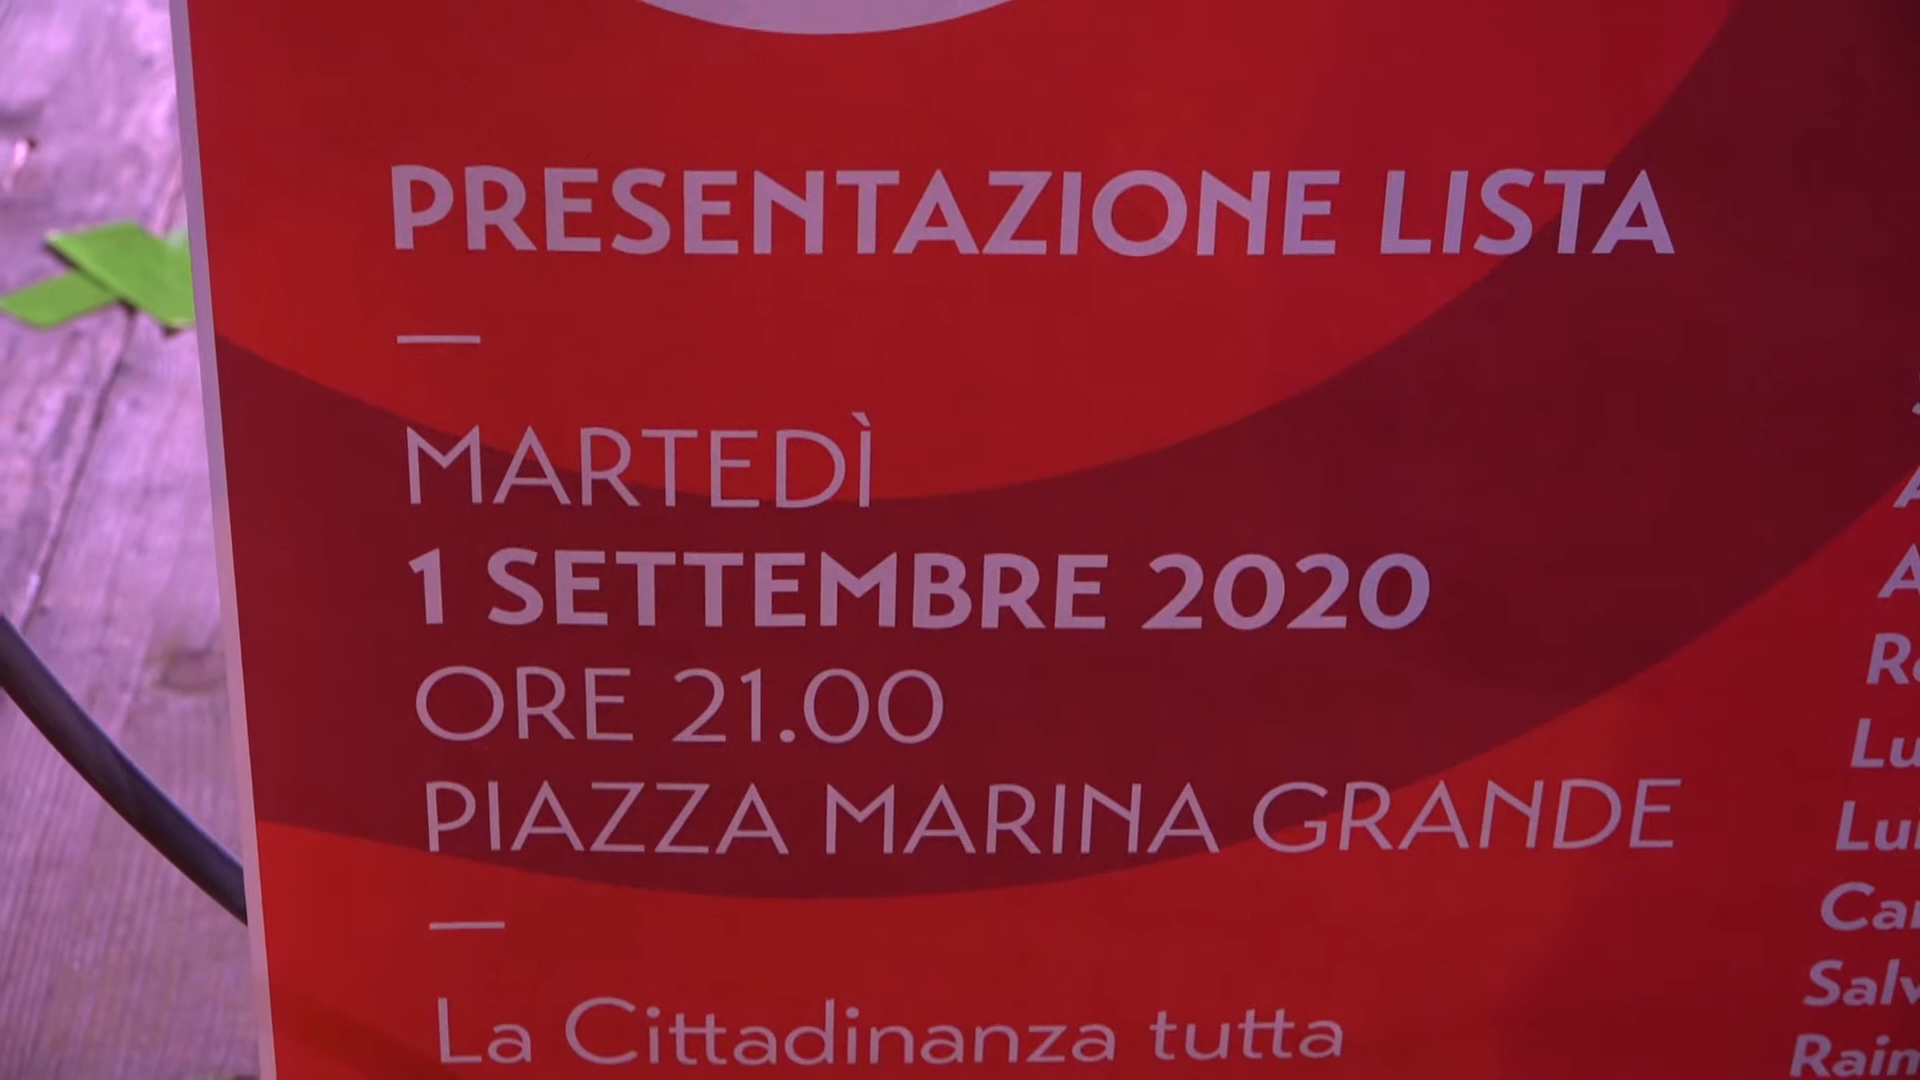 PRESENTAZIONE LISTA
MARTEDÌ
1 SETTEMBRE 2020
ORE 21.00
PIAZZA MARINA GRANDE
La Cittadinanza tutta